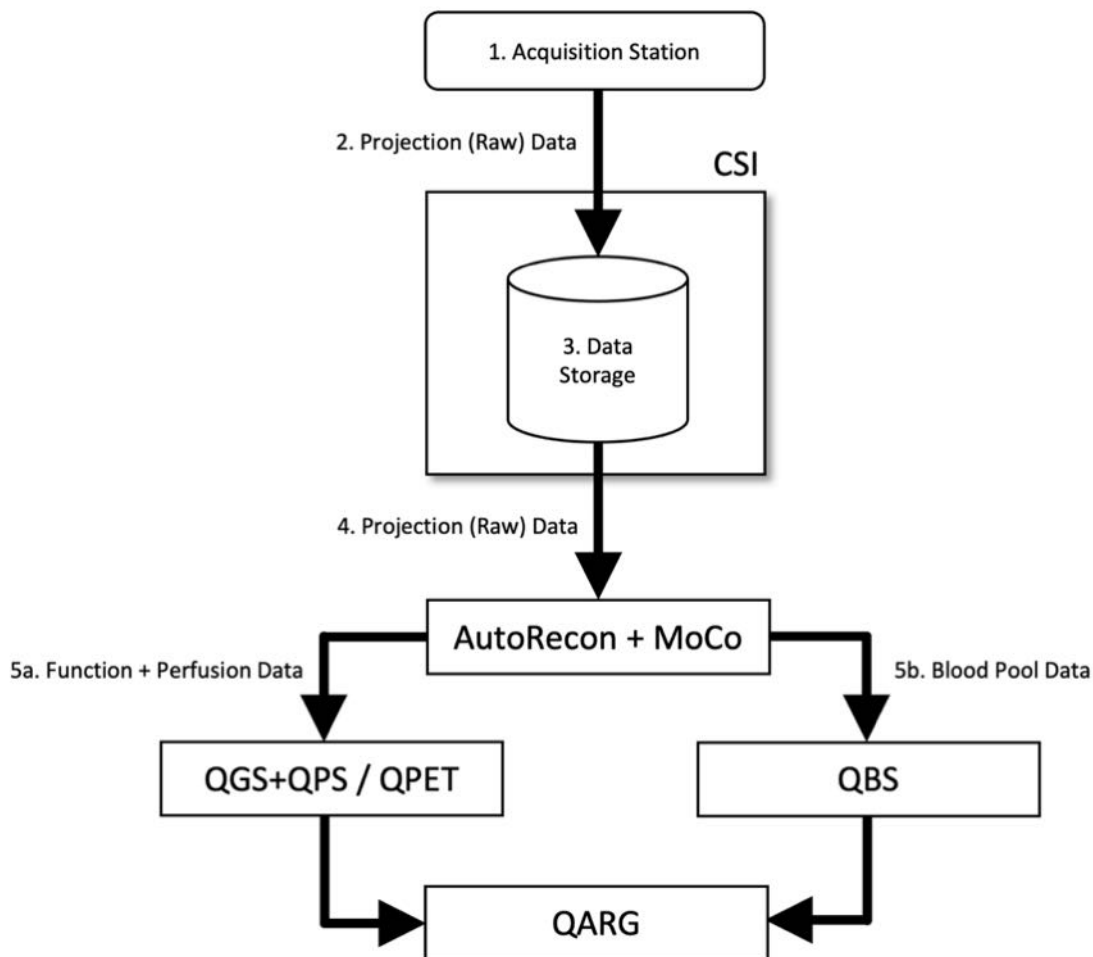 1. Acquisition Station
2. Projection (Raw) Data
CSI
3. Data
Storage
4. Projection (Raw) Data
AutoRecon + MoCo
5a. Function + Perfusion Data
5b. Blood Pool Data
QGS+QPS / QPET
QBS
QARG